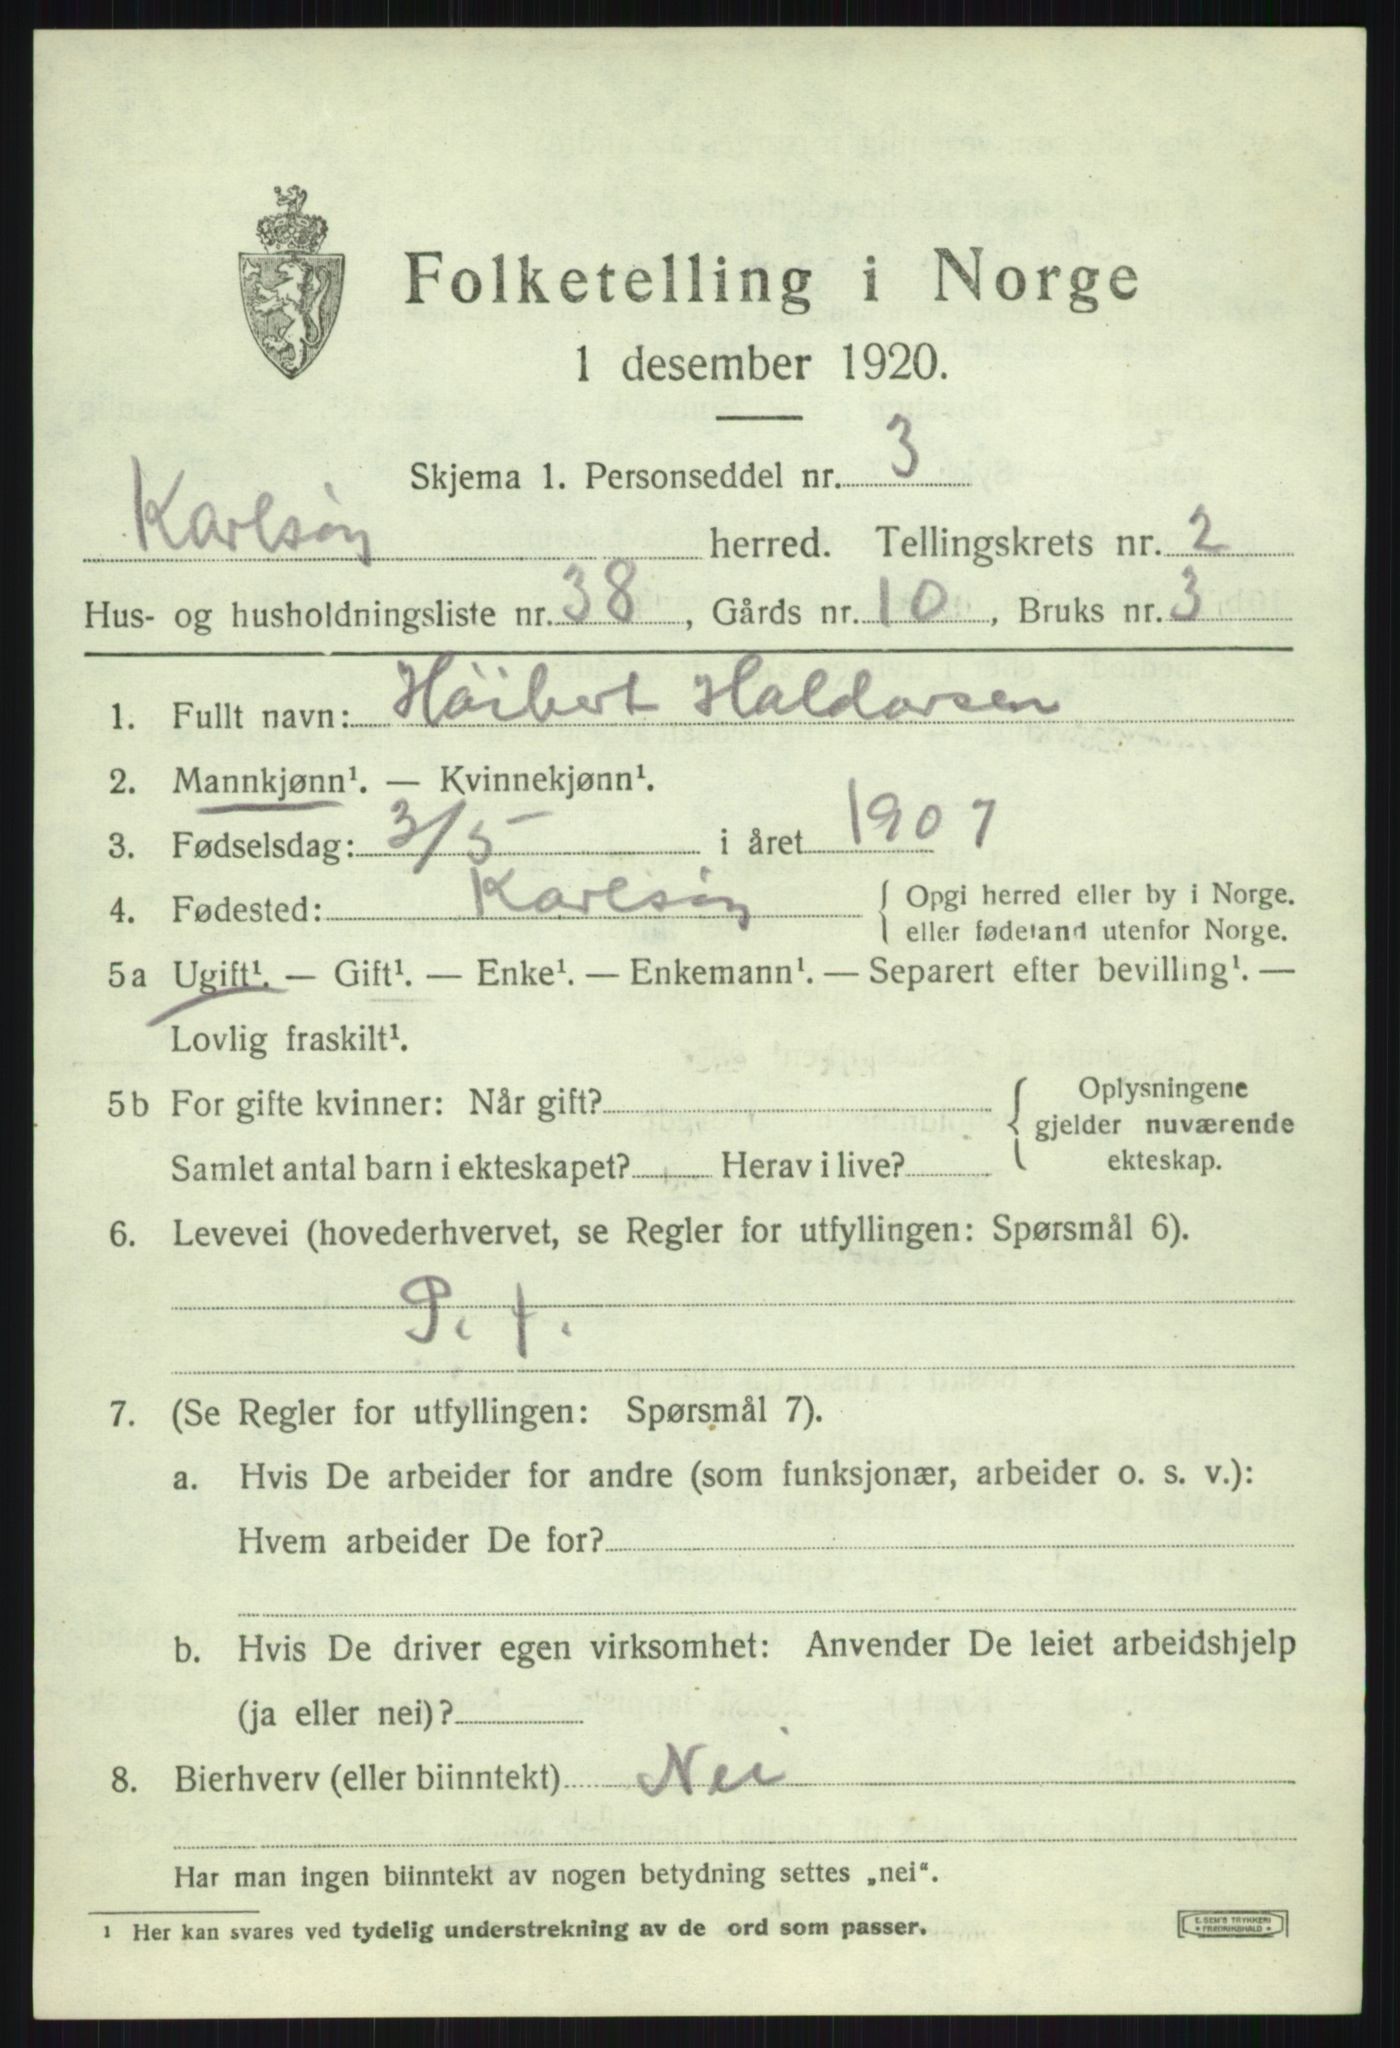 Folketelling i Norge
1 desember 1920.
Skjema 1. Personseddel nr. 3
Karlsøy herred. Tellingskrets nr. 2
Hus- og husholdningsliste nr. 38, Gårds nr. 10, Bruks nr. 3
1. Fullt navn: Høibert Haldorsen
2. Mannkjønn¹. — Kvinnekjønn¹.
3. Fødselsdag: 3/5 i året 1907
4. Fødested: Karlsøy { Opgi herred eller by i Norge.
eller fødeland utenfor Norge.
5a Ugift¹. — Gift¹. — Enke¹. — Enkemann¹. — Separert efter bevilling¹. —
Lovlig fraskilt¹.
5b For gifte kvinner: Når gift? { Oplysningene
gjelder nuværende
Samlet antal barn i ekteskapet? Herav i live? ekteskap.
6. Levevei (hovederhvervet, se Regler for utfyllingen: Spørsmål 6).
P. f.
7. (Se Regler for utfyllingen: Spørsmål 7).
a. Hvis De arbeider for andre (som funksjonær, arbeider o. s. v.):
Hvem arbeider De for?
b. Hvis De driver egen virksomhet: Anvender De leiet arbeidshjelp
(ja eller nei)?
8. Bierhverv (eller biinntekt) Nei
Har man ingen biinntekt av nogen betydning settes „nei“.
¹ Her kan svares ved tydelig understrekning av de ord som passer.
E. SEM'S TRYKKERI
FREDRIKSHALD